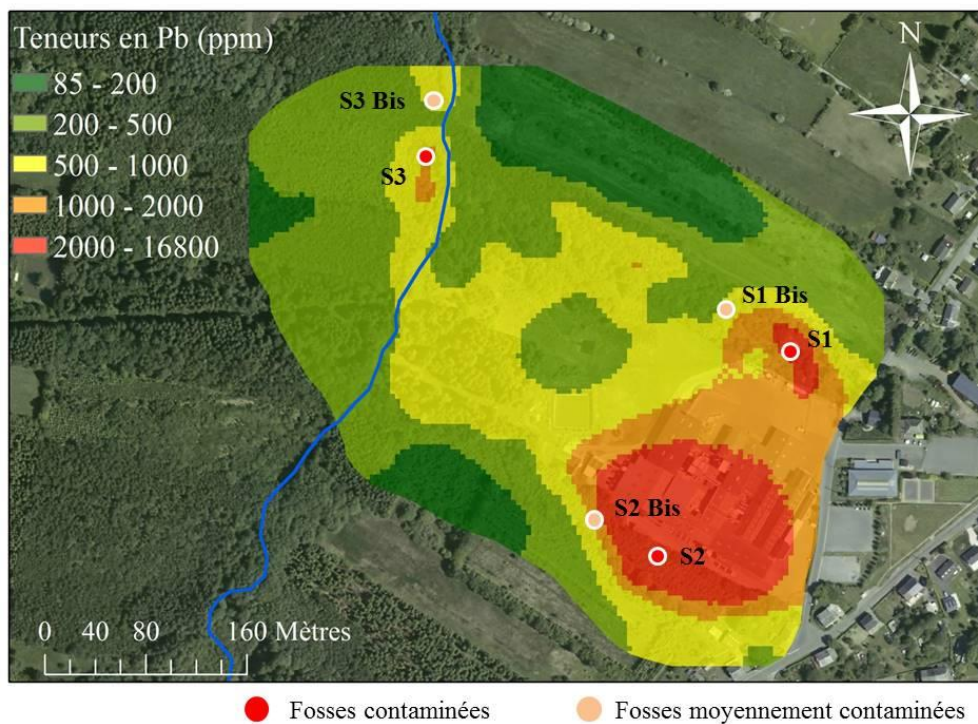 Teneurs en Pb (ppm)
85 - 200
200 - 500
500 - 1000
1000 - 2000
2000 - 16800
N
S3 Bis
S3
S1 Bis
S1
S2 Bis
S2
0 40 80 160 Mètres
Fosses contaminées
Fosses moyennement contaminées